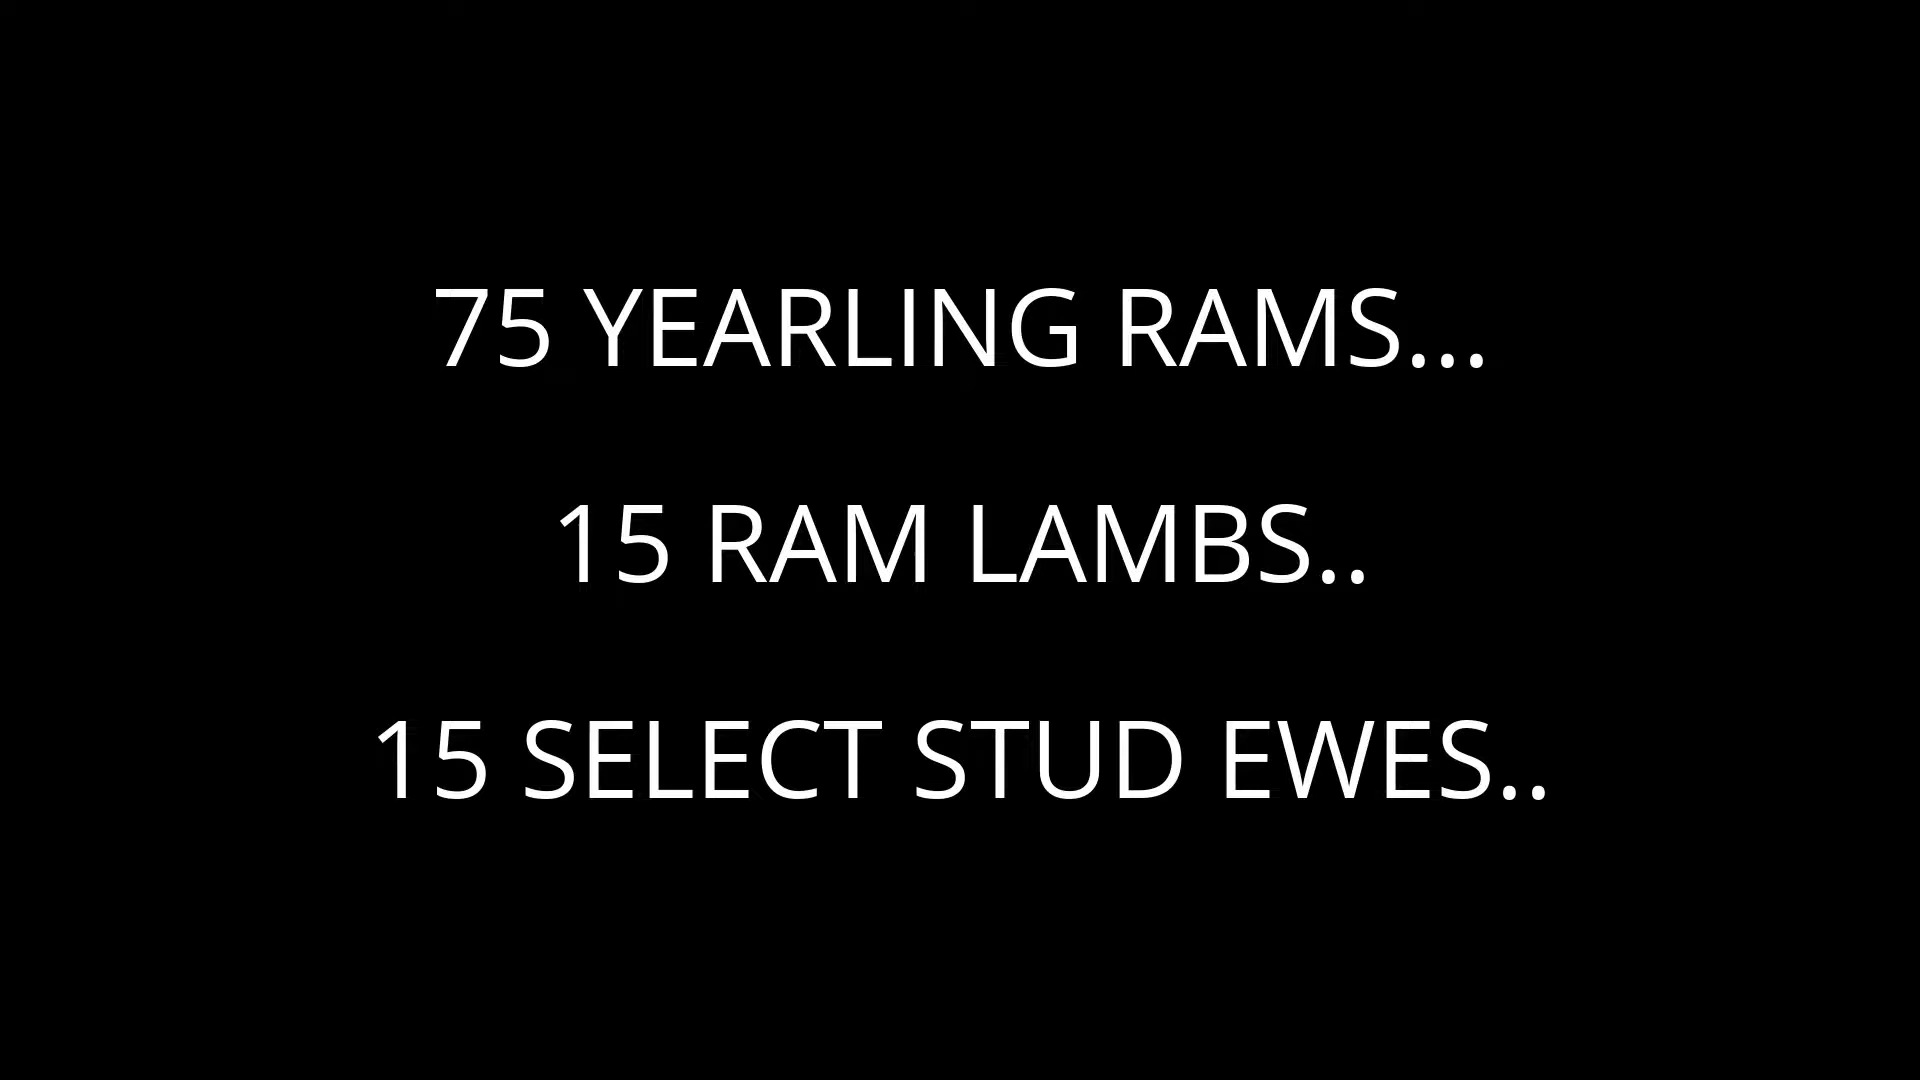 75 YEARLING RAMS...
15 RAM LAMBS..
15 SELECT STUD EWES..